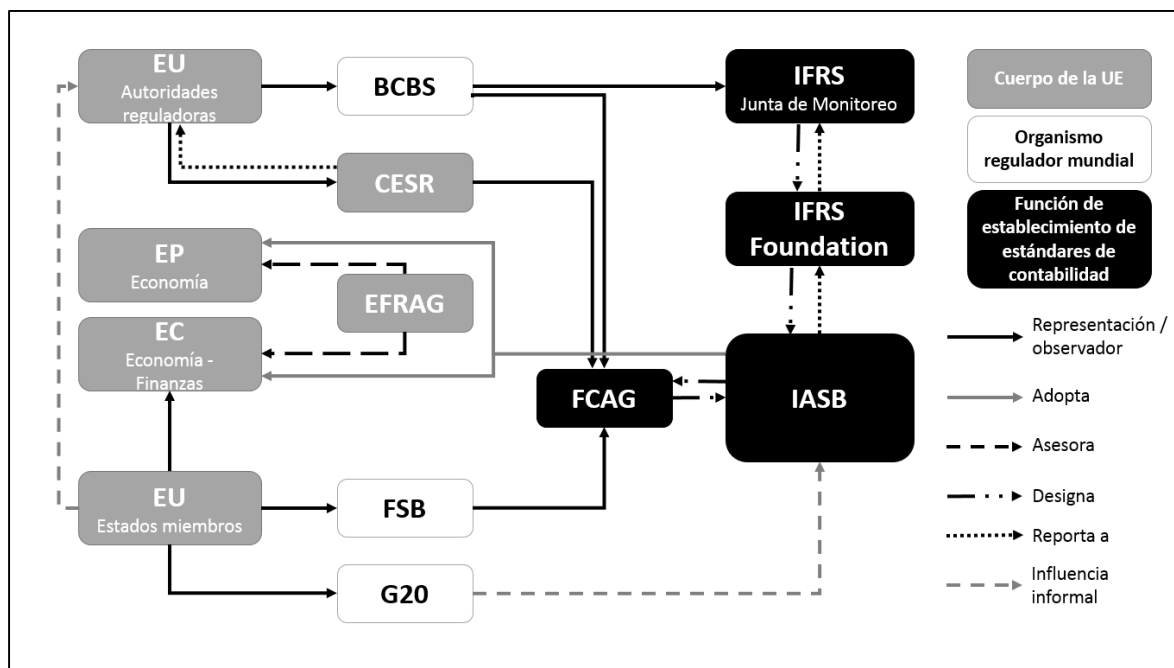 EU
Autoridades
reguladoras
BCBS
IFRS
Junta de Monitoreo
CESR
IFRS
Foundation
EP
Economía
EFRAG
EC
Economía -
Finanzas
FCAG
IASB
EU
Estados miembros
FSB
G20
Cuerpo de la UE
Organismo
regulador mundial
Función de
establecimiento de
estándares de
contabilidad
Representación /
observador
Adopta
Asesora
Designa
Reporta a
Influencia
informal